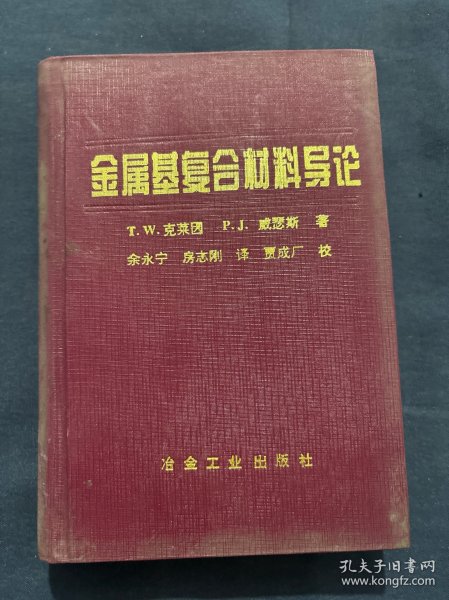 金属基复合材料导论
T.W.克莱因 P.J.威瑟斯 著
余永宁 房志刚 译 贾成厂 校
冶金工业出版社
孔夫子旧书网
www.kongfz.com